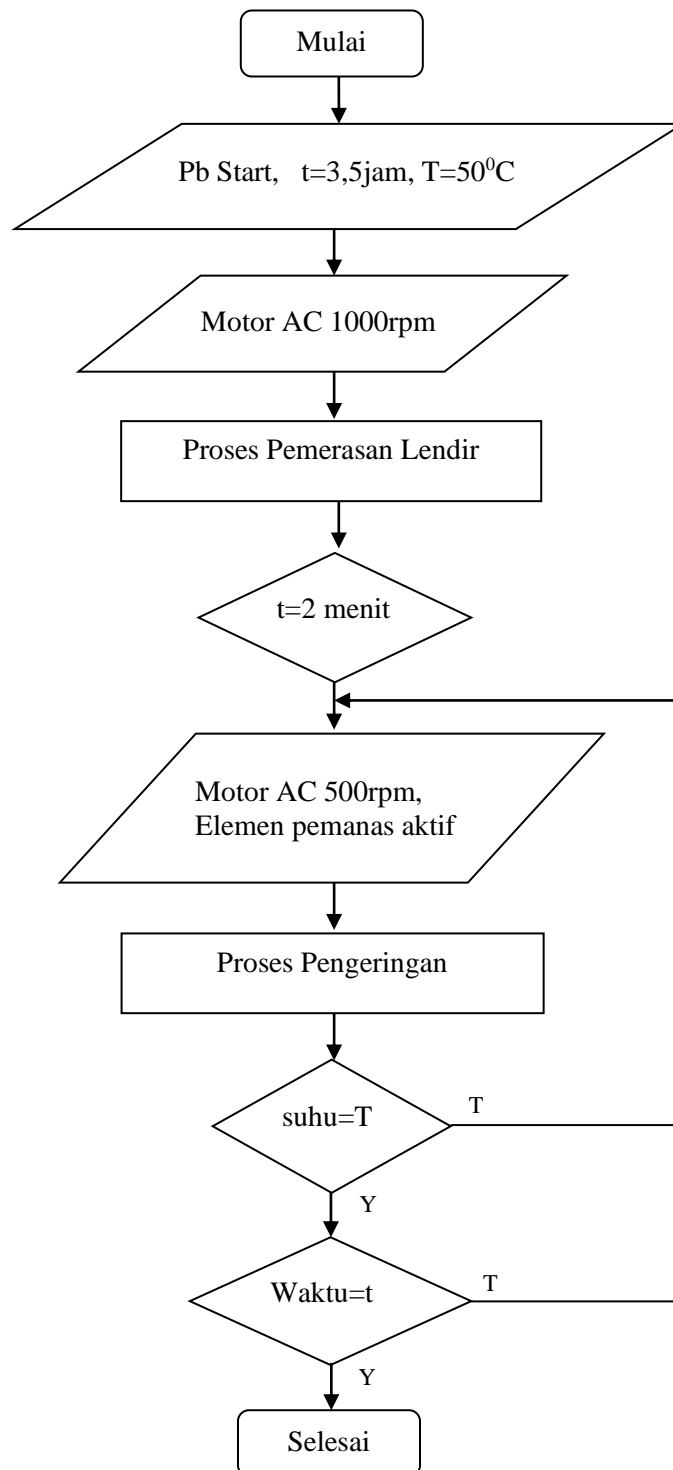 Mulai
Pb Start, t=3,5jam, T=50⁰C
Motor AC 1000rpm
Proses Pemerasan Lendir
t=2 menit
Motor AC 500rpm,
Elemen pemanas aktif
Proses Pengeringan
suhu=T
T
Y
Waktu=t
T
Y
Selesai